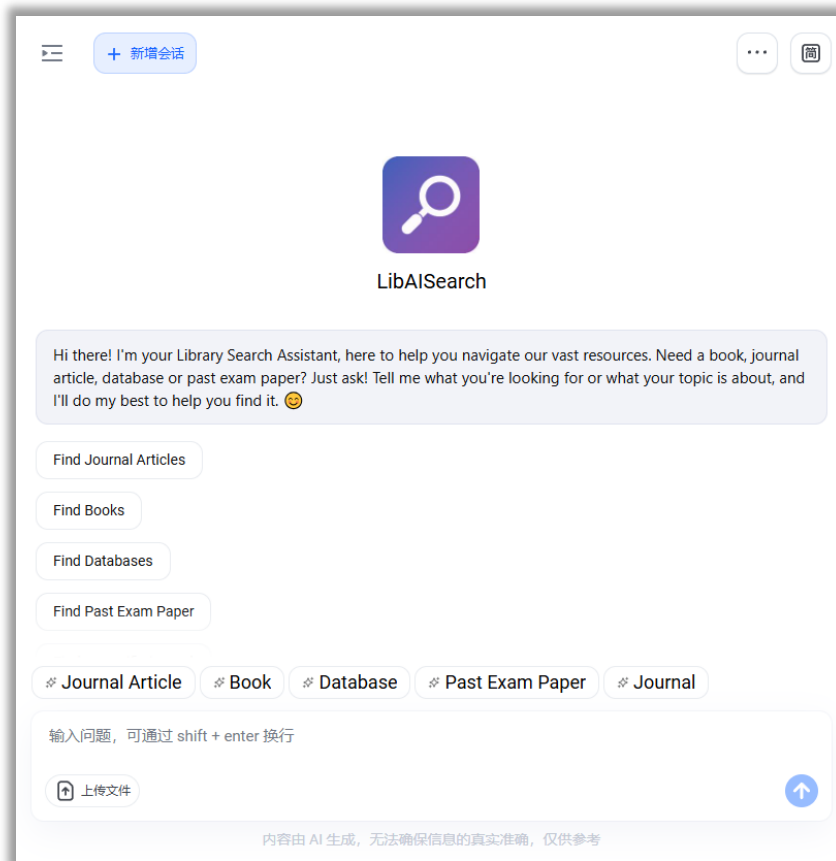 新增会话
简
LibAISearch
Hi there! I'm your Library Search Assistant, here to help you navigate our vast resources. Need a book, journal
article, database or past exam paper? Just ask! Tell me what you're looking for or what your topic is about, and
I'll do my best to help you find it. 😊
Find Journal Articles
Find Books
Find Databases
Find Past Exam Paper
Journal Article Book Database Past Exam Paper Journal
输入问题，可通过 shift + enter 换行
上传文件
内容由 AI 生成，无法确保信息的真实准确，仅供参考